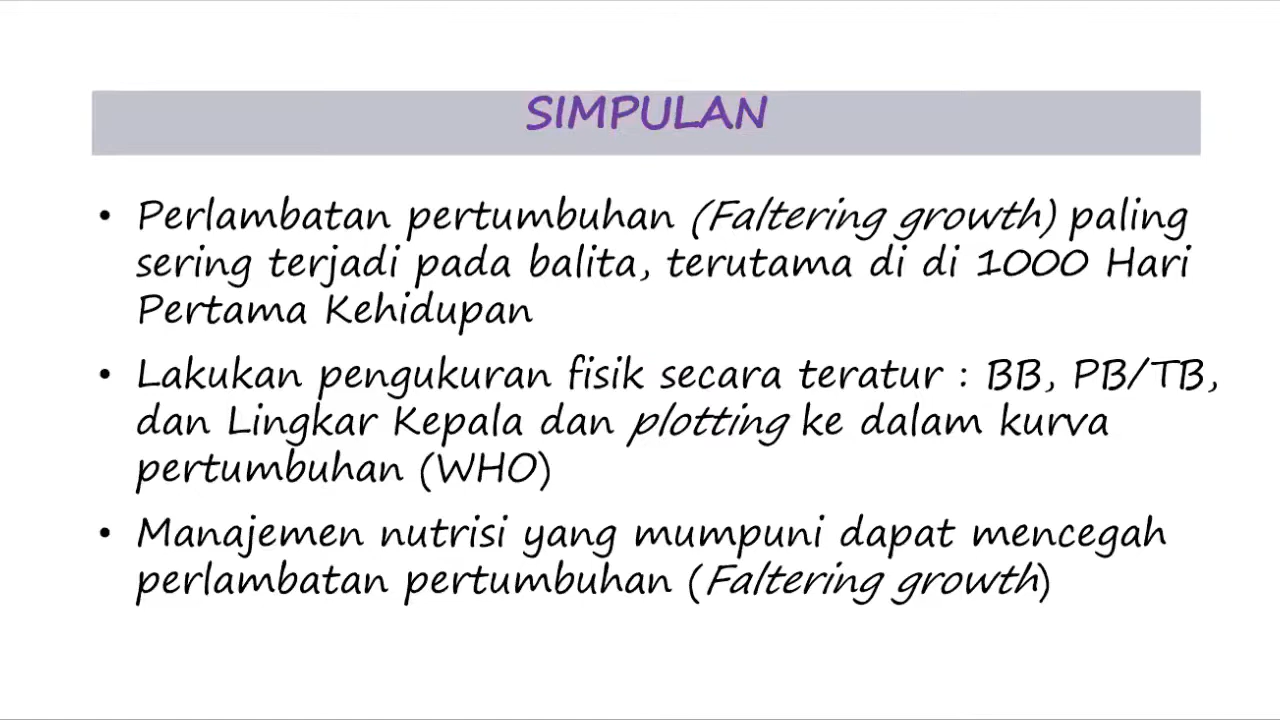 SIMPULAN
• Perlambatan pertumbuhan (Faltering growth) paling
sering terjadi pada balita, terutama di di 1000 Hari
Pertama Kehidupan
• Lakukan pengukuran fisik secara teratur : BB, PB/TB,
dan Lingkar Kepala dan plotting ke dalam kurva
pertumbuhan (WHO)
• Manajemen nutrisi yang mumpuni dapat mencegah
perlambatan pertumbuhan (Faltering growth)